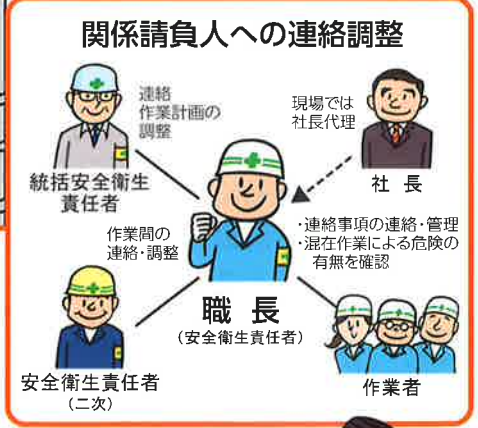 関係請負人への連絡調整
連絡
作業計画の
調整
現場では
社長代理
統括安全衛生
責任者
社 長
作業間の
連絡・調整
・連絡事項の連絡・管理
・混在作業による危険の
有無を確認
職 長
（安全衛生責任者）
安全衛生責任者
（二次）
作業者